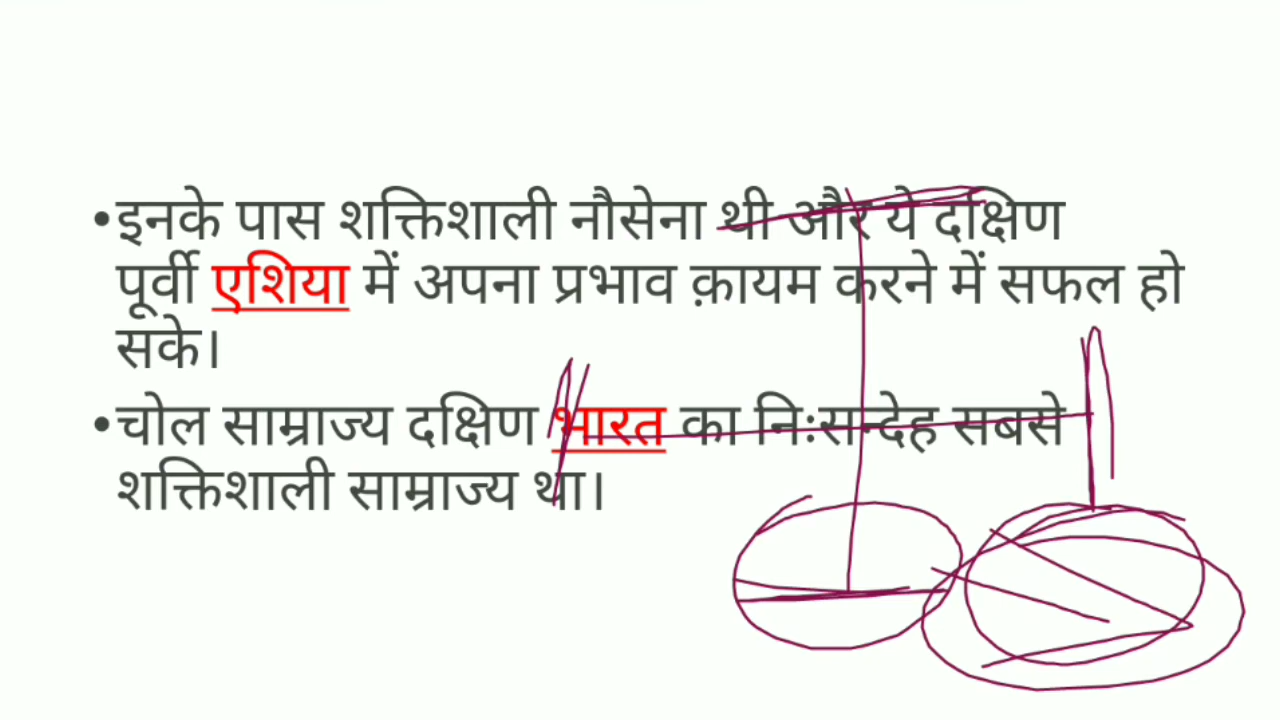 •इनके पास शक्तिशाली नौसेना थी और ये दक्षिण
पूर्वी एशिया में अपना प्रभाव क़ायम करने में सफल हो
सके।
•चोल साम्राज्य दक्षिण भारत का निःसन्देह सबसे
शक्तिशाली साम्राज्य था।